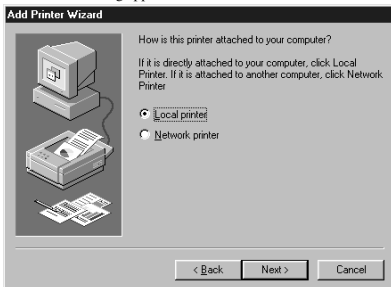 Add Printer Wizard
How is this printer attached to your computer?
If it is directly attached to your computer, click Local
Printer. If it is attached to another computer, click Network
Printer
Local printer
Network printer
< Back Next > Cancel